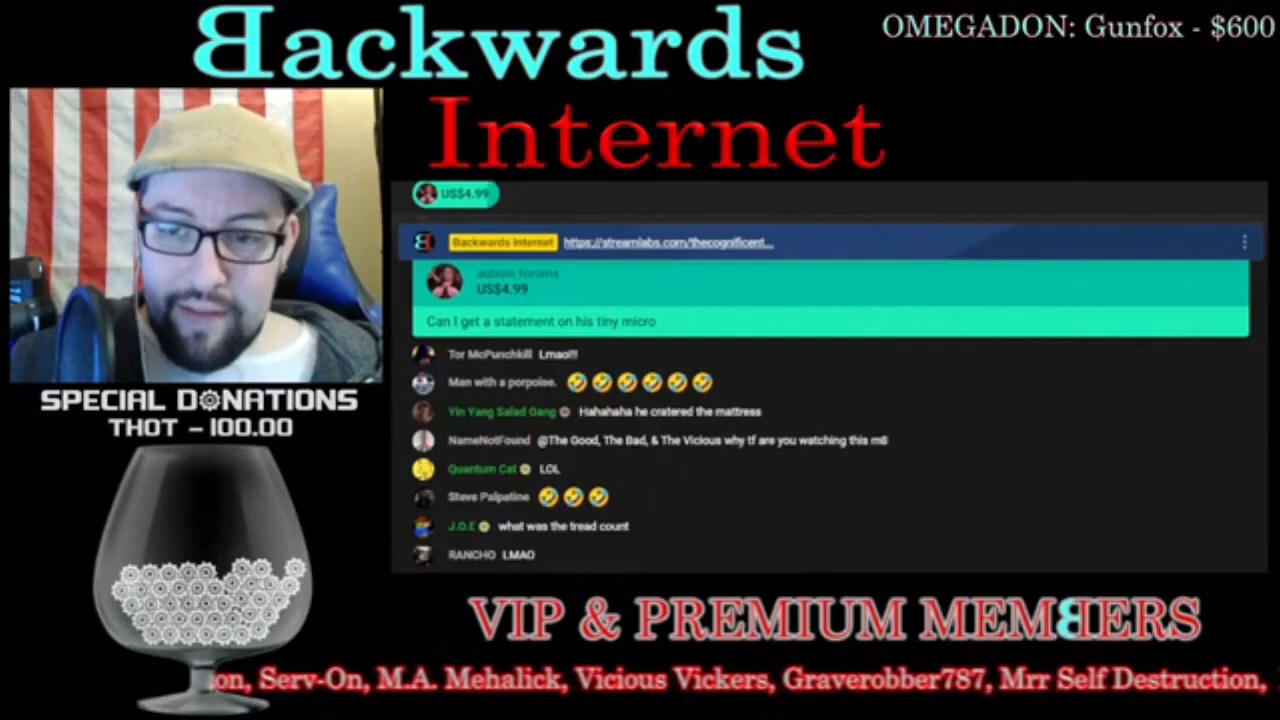 Backwards
Internet
OMEGADON: Gunfox - $600
US$4.99
Backwards Internet https://streamlabs.com/thecognificent...
autism forums
US$4.99
Can I get a statement on his tiny micro
Tor McPunchkill Lmao!!!
Man with a porpoise. 🤣🤣🤣🤣🤣🤣
Yin Yang Salad Gang Hahahaha he cratered the mattress
NameNotFound @The Good, The Bad, & The Vicious why tf are you watching this m8
Quantum Cat LOL
Steve Palpatine 🤣🤣🤣
J.O.E what was the tread count
RANCHO LMAO
SPECIAL DONATIONS
THOT - 100.00
VIP & PREMIUM MEMBERS
ion, Serv-On, M.A. Mehalick, Vicious Vickers, Graverobber787, Mrr Self Destruction,